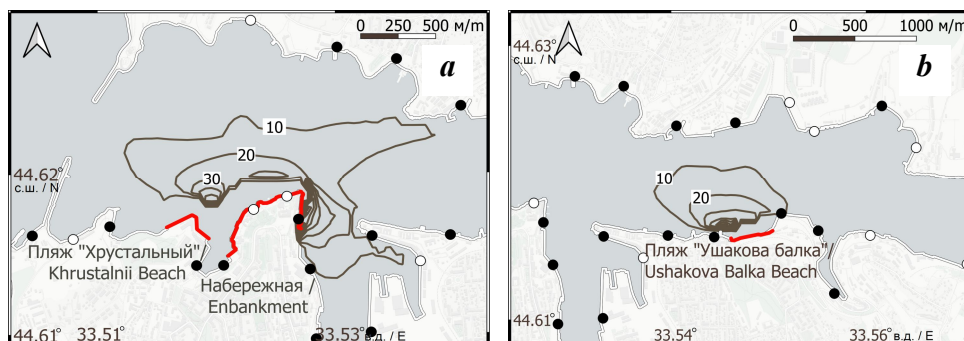 0 250 500 м/m
a
10
20
30
44.62°
с.ш. / N
Пляж "Хрустальный"
Khrustalnii Beach
Набережная /
Enbankment
44.61°
33.51°
33.53° в.д. / E
44.63°
с.ш. / N
0 500 1000 м/m
b
10
20
Пляж "Ушакова балка"
Ushakova Balka Beach
44.61°
33.54°
33.56° в.д. / E